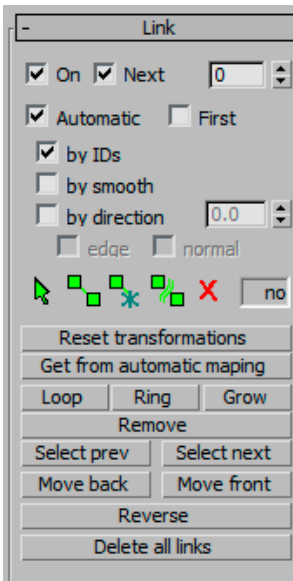 - Link
On Next 0
Automatic First
by IDs
by smooth
by direction 0.0
edge normal
no
Reset transformations
Get from automatic maping
Loop Ring Grow
Remove
Select prev Select next
Move back Move front
Reverse
Delete all links